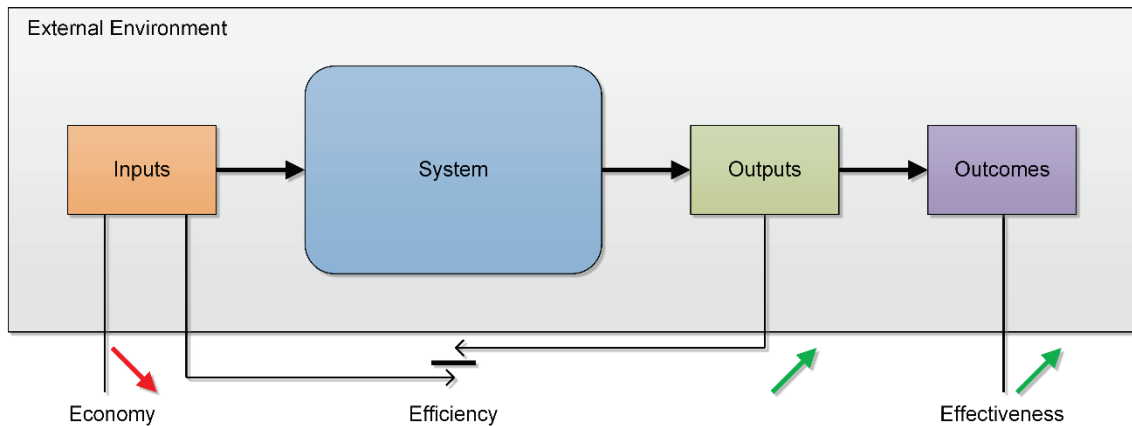 External Environment
Inputs
System
Outputs
Outcomes
Economy
Efficiency
Effectiveness